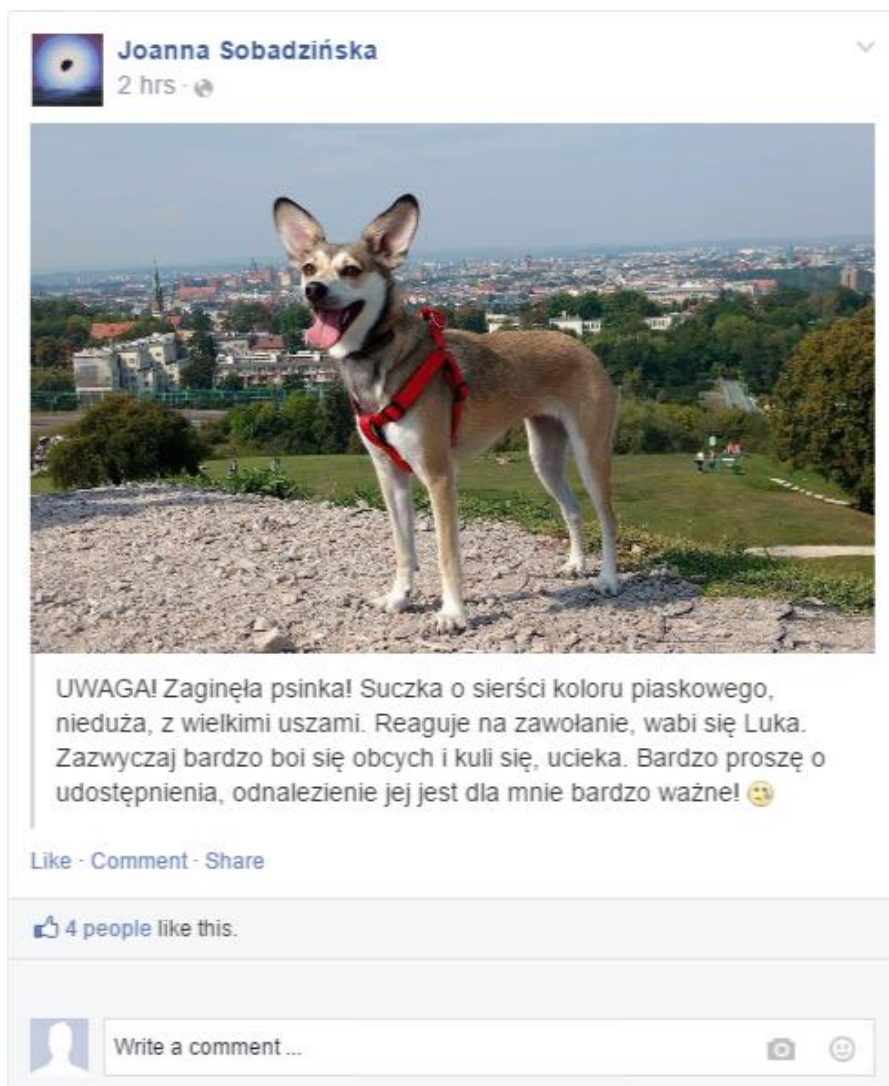 Joanna Sobadzińska
2 hrs ·
UWAGA! Zaginęła psinka! Suczka o sierści koloru piaskowego,
nieduża, z wielkimi uszami. Reaguje na zawołanie, wabi się Luka.
Zazwyczaj bardzo boi się obcych i kuli się, ucieka. Bardzo proszę o
udostępnienia, odnalezienie jej jest dla mnie bardzo ważne!
Like · Comment · Share
4 people like this.
Write a comment ...